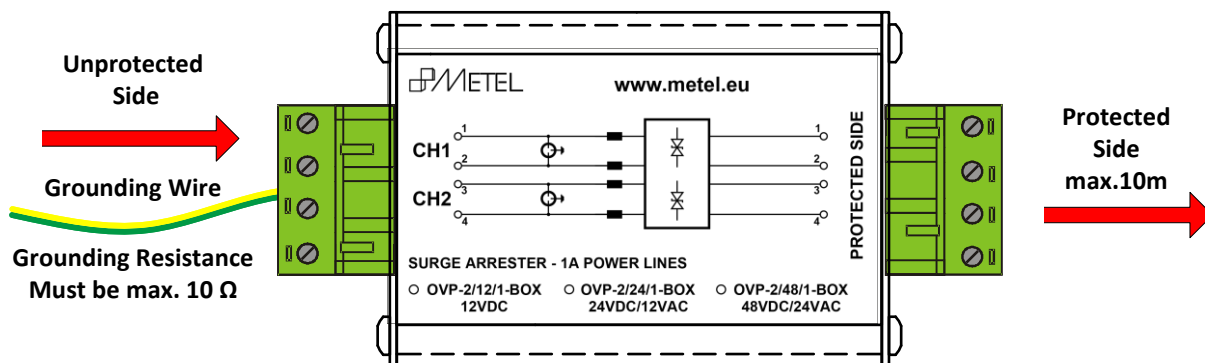 Unprotected
Side
Grounding Wire
Grounding Resistance
Must be max. 10 Ω
METEL
www.metel.eu
CH1
1
2
CH2
3
4
1
2
3
4
PROTECTED SIDE
SURGE ARRESTER - 1A POWER LINES
OVP-2/12/1-BOX
12VDC
OVP-2/24/1-BOX
24VDC/12VAC
OVP-2/48/1-BOX
48VDC/24VAC
Protected
Side
max.10m